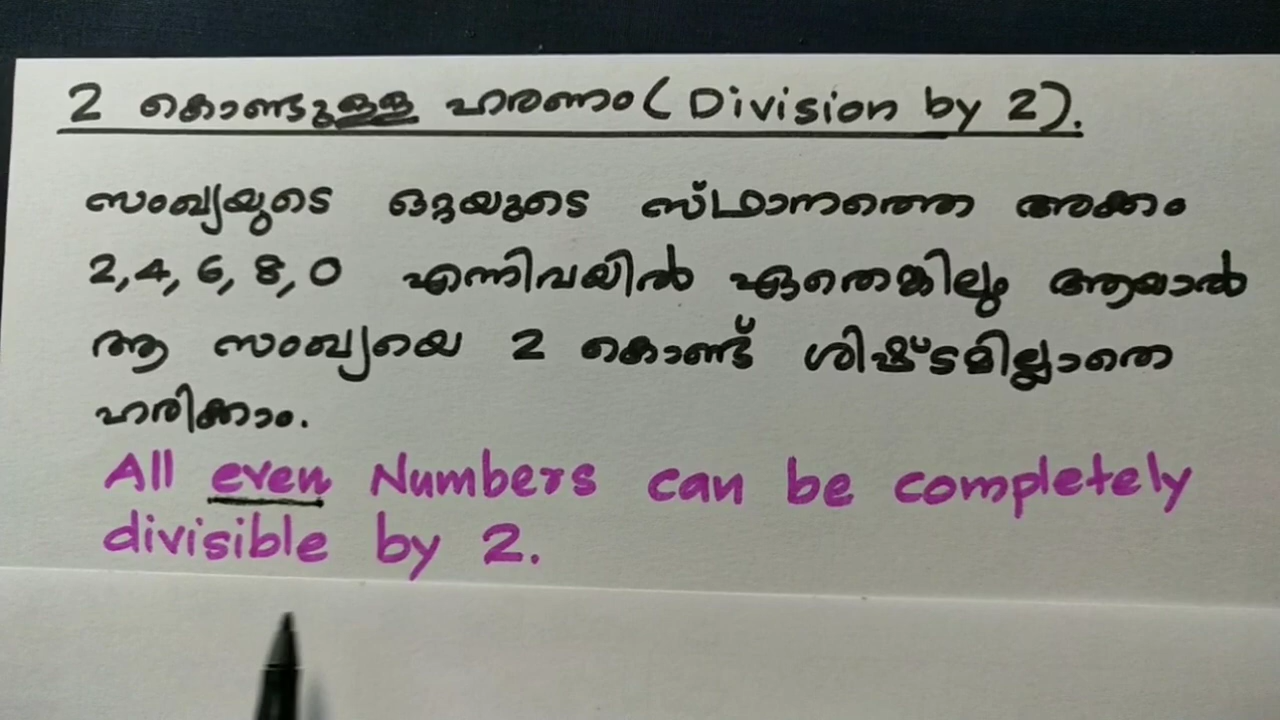 2 കൊണ്ടുള്ള ഹരണം (Division by 2).
സംഖ്യയുടെ ഒറ്റയുടെ സ്ഥാനത്തെ അക്കം
2, 4, 6, 8, 0 എന്നിവയിൽ ഏതെങ്കിലും ആയാൽ
ആ സംഖ്യയെ 2 കൊണ്ട് ശിഷ്ടമില്ലാതെ
ഹരിക്കാം.
All even Numbers can be completely
divisible by 2.